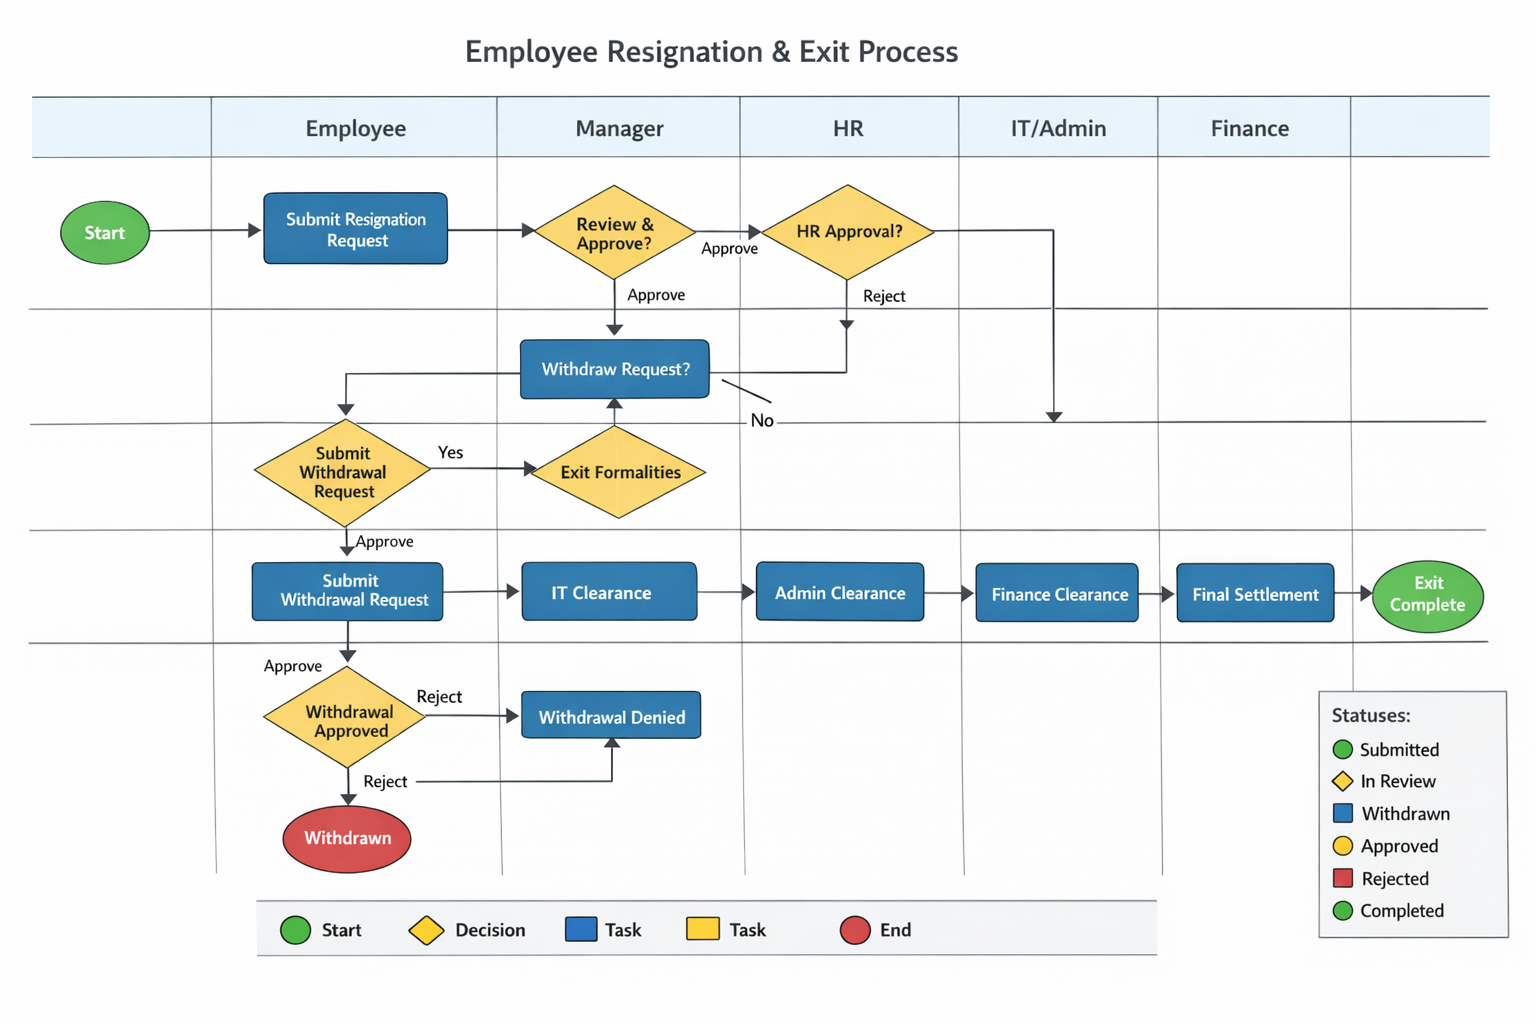 Employee Resignation & Exit Process
Employee
Manager
HR
IT/Admin
Finance
Start
Submit Resignation
Request
Review &
Approve?
Approve
HR Approval?
Approve
Reject
Withdraw Request?
No
Submit
Withdrawal
Request
Yes
Exit Formalities
Approve
Submit
Withdrawal Request
IT Clearance
Admin Clearance
Finance Clearance
Final Settlement
Exit
Complete
Approve
Withdrawal
Approved
Reject
Withdrawal Denied
Reject
Withdrawn
Statuses:
Submitted
In Review
Withdrawn
Approved
Rejected
Completed
Start
Decision
Task
Task
End